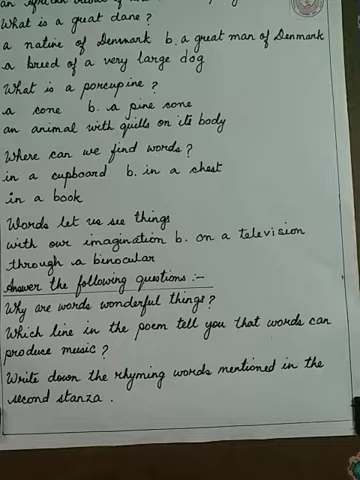 What is a great dane?
a native of Denmark b. a great man of Denmark
a breed of a very large dog
What is a porcupine?
a cone b. a pine cone
an animal with quills on its body
Where can we find words?
in a cupboard b. in a chest
in a book
Words let us see things
with our imagination b. on a television
through a binocular
Answer the following questions:-
Why are words wonderful things?
Which line in the poem tell you that words can
produce music?
Write down the rhyming words mentioned in the
second stanza.